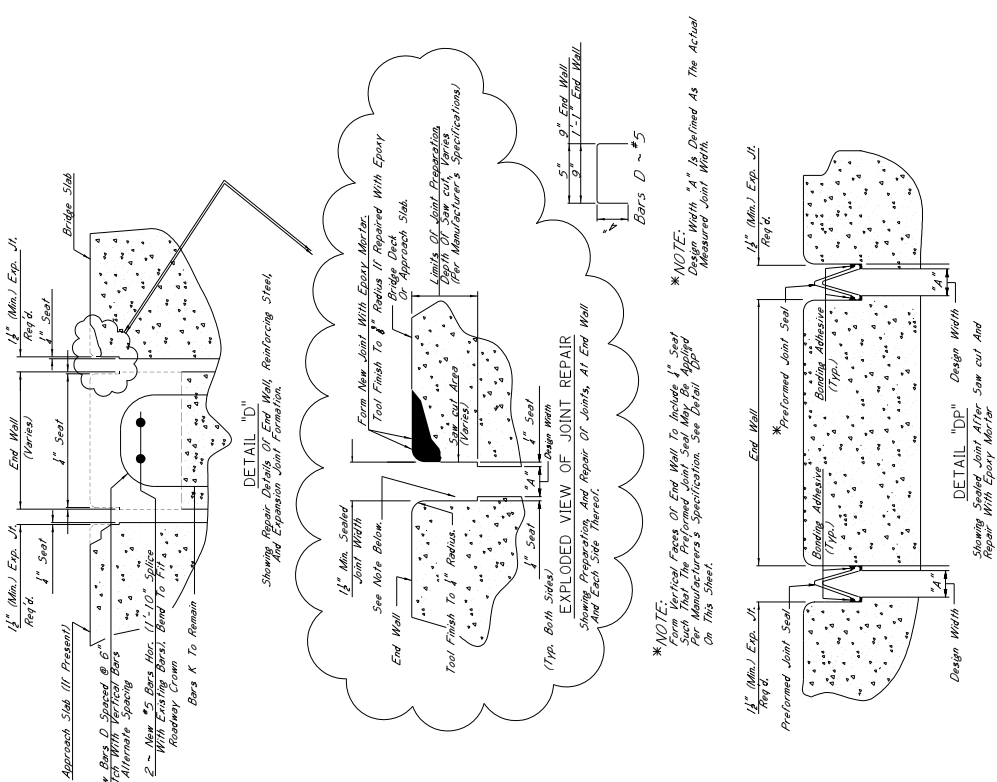 1½" (Min.) Exp. Jt.
Req'd.
¼" Seat
End Wall
(Varies)
¼" Seat
1½" (Min.) Exp. Jt.
Req'd.
¼" Seat
Bridge Slab
Approach Slab (If Present)
Bars D Spaced @ 6"
With Vertical Bars
Alternate Spacing
2 ~ New #5 Bars Hor. (1'-10" Splice
With Existing Bars), Bend To Fit
Roadway Crown
Bars K To Remain
DETAIL "D"
Showing Repair Details Of End Wall, Reinforcing Steel,
And Expansion Joint Formation.
1½" Min. Sealed
Joint Width
See Note Below.
End Wall
Tool Finish To Radius.
Form New Joint With Epoxy Mortar.
Tool Finish To Radius If Repaired With Epoxy
Bridge Deck
Or Approach Slab.
Limits Of Joint Preparation,
Depth Of Saw cut, Varies
(Per Manufacturer's Specifications)
Saw cut Area
(Varies)
¼" Seat
"A"
Design Width
¼" Seat
(Typ. Both Sides)
EXPLODED VIEW OF JOINT REPAIR
Showing Preparation, And Repair Of Joints, At End Wall
And Each Side Thereof.
5" 9" End Wall
9" 1'-1" End Wall
Bars D ~ #5
*NOTE:
Form Vertical Faces Of End Wall To Include ¼" Seat
Such That The Preformed Joint Seal May Be Applied
Per Manufacturer's Specification. See Detail "DP"
On This Sheet.
*NOTE:
Design Width "A" Is Defined As The Actual
Measured Joint Width.
1½" (Min.) Exp. Jt.
Req'd.
Preformed Joint Seal
End Wall
*Preformed Joint Seal
1½" (Min.) Exp. Jt.
Req'd.
Bonding Adhesive
(Typ.)
Bonding Adhesive
(Typ.)
"A"
Design Width
"A"
Design Width
DETAIL "DP"
Showing Sealed Joint After Saw cut And
Repair With Epoxy Mortar